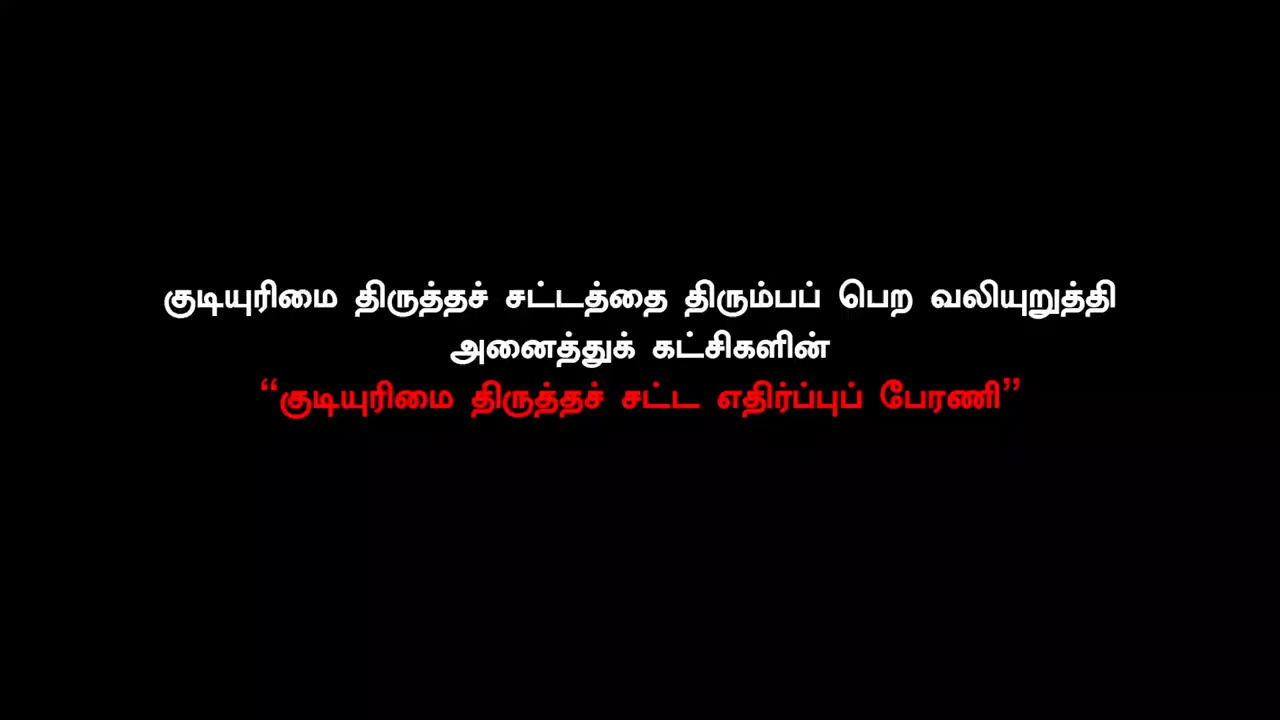 குடியுரிமை திருத்தச் சட்டத்தை திரும்பப் பெற வலியுறுத்தி
அனைத்துக் கட்சிகளின்
“குடியுரிமை திருத்தச் சட்ட எதிர்ப்புப் பேரணி”